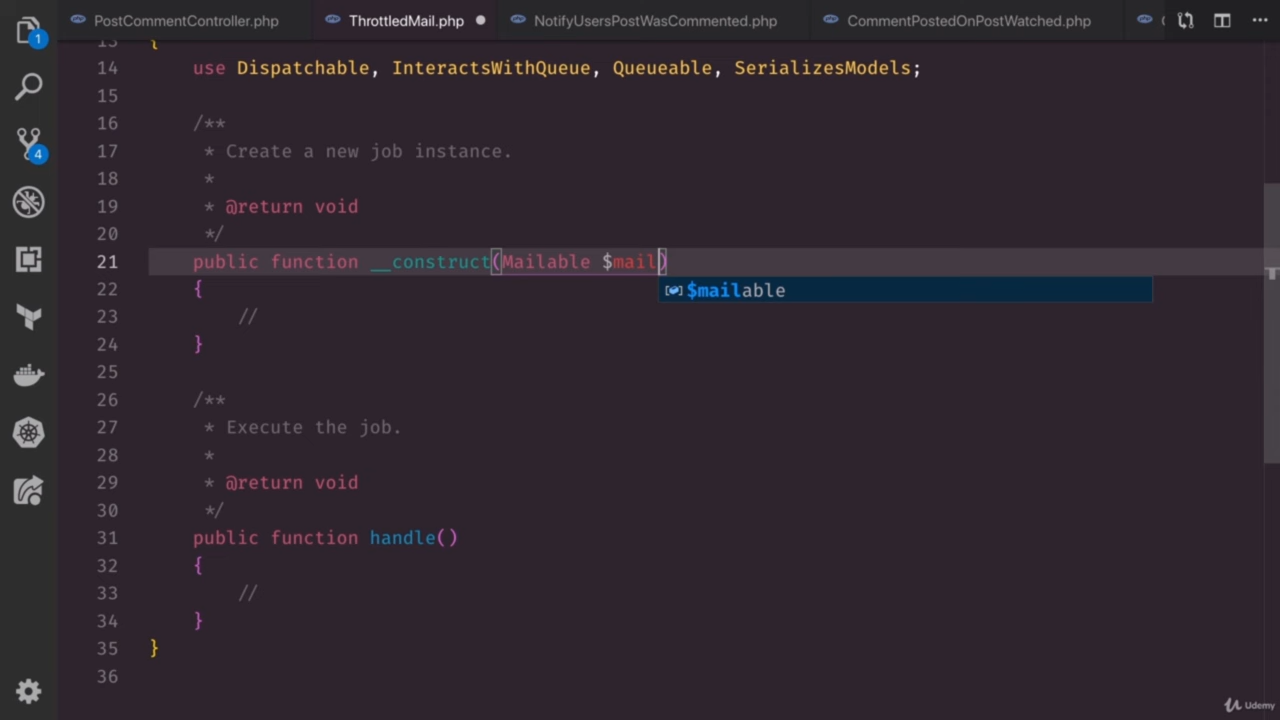 PostCommentController.php ThrottledMail.php NotifyUsersPostWasCommented.php CommentPostedOnPostWatched.php
1
4
13 {
14 use Dispatchable, InteractsWithQueue, Queueable, SerializesModels;
15
16 /**
17 * Create a new job instance.
18 *
19 * @return void
20 */
21 public function __construct(Mailable $mail)
$mailable
22 {
23 //
24 }
25
26 /**
27 * Execute the job.
28 *
29 * @return void
30 */
31 public function handle()
32 {
33 //
34 }
35 }
36
Udemy